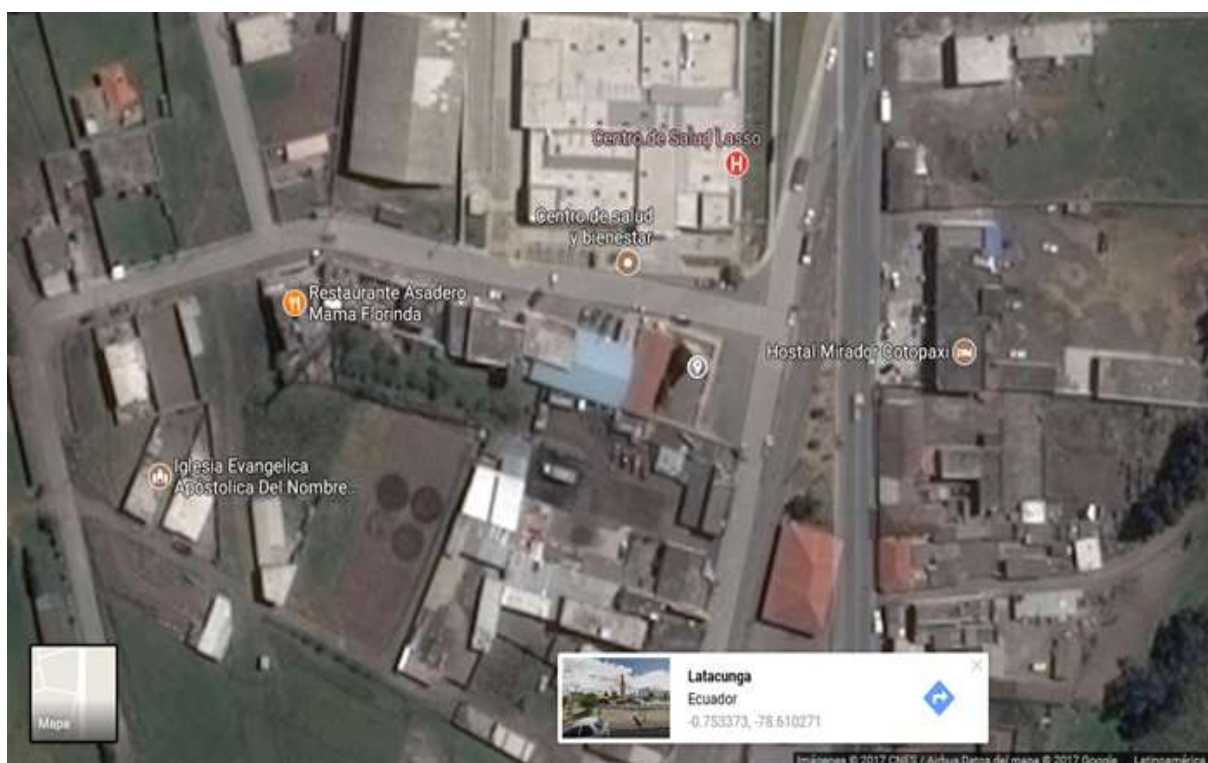 Centro de Salud Lasso
H
Centro de salud
y bienestar
Restaurante Asadero
Mama Florinda
Hostal Mirador Cotopaxi
Iglesia Evangelica
Apostolica Del Nombre...
Mapa
Latacunga
Ecuador
-0.753373, -78.610271
Imágenes © 2017 CNES / Airbus Datos del mapa © 2017 Google Latinoamérica